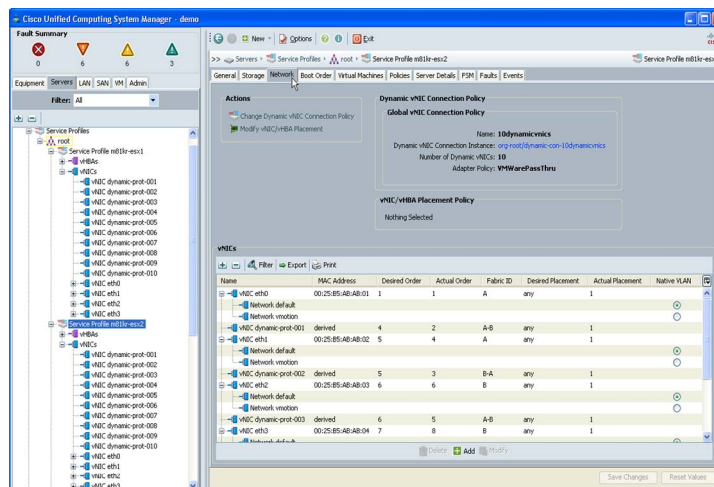 Cisco Unified Computing System Manager - demo
Fault Summary
0 6 6 3
New Options Exit
>> Servers Service Profiles root Service Profile m81kr-esx2
Service Profile m81kr-es
Equipment Servers LAN SAN VM Admin
General Storage Network Boot Order Virtual Machines Policies Server Details FSM Faults Events
Filter: All
Service Profiles
root
Service Profile m81kr-esx1
vHBAs
vNICs
vNIC dynamic-prot-001
vNIC dynamic-prot-002
vNIC dynamic-prot-003
vNIC dynamic-prot-004
vNIC dynamic-prot-005
vNIC dynamic-prot-006
vNIC dynamic-prot-007
vNIC dynamic-prot-008
vNIC dynamic-prot-009
vNIC dynamic-prot-010
vNIC eth0
vNIC eth1
vNIC eth2
vNIC eth3
Service Profile m81kr-esx2
vHBAs
vNICs
vNIC dynamic-prot-001
vNIC dynamic-prot-002
vNIC dynamic-prot-003
vNIC dynamic-prot-004
vNIC dynamic-prot-005
vNIC dynamic-prot-006
vNIC dynamic-prot-007
vNIC dynamic-prot-008
vNIC dynamic-prot-009
vNIC dynamic-prot-010
vNIC eth0
vNIC eth1
vNIC eth2
vNIC eth3
Actions
Change Dynamic vNIC Connection Policy
Modify vNIC/vHBA Placement
Dynamic vNIC Connection Policy
Global vNIC Connection Policy
Name: 10dynamicvnics
Dynamic vNIC Connection Instance: org-root/dynamic-con-10dynamicvnics
Number of Dynamic vNICs: 10
Adapter Policy: VMWarePassThru
vNIC/vHBA Placement Policy
Nothing Selected
vNICs
Filter Export Print
Name MAC Address Desired Order Actual Order Fabric ID Desired Placement Actual Placement Native VLAN
vNIC eth0 00:25:B5:AB:AB:01 1 1 A any 1
Network default
Network vmotion
vNIC dynamic-prot-001 derived 4 2 A-B any 1
vNIC eth1 00:25:B5:AB:AB:02 5 4 A any 1
Network default
Network vmotion
vNIC dynamic-prot-002 derived 5 3 B-A any 1
vNIC eth2 00:25:B5:AB:AB:03 6 6 B any 1
Network default
Network vmotion
vNIC dynamic-prot-003 derived 6 5 A-B any 1
vNIC eth3 00:25:B5:AB:AB:04 7 8 B any 1
Network default
Delete Add Modify
Save Changes Reset Values